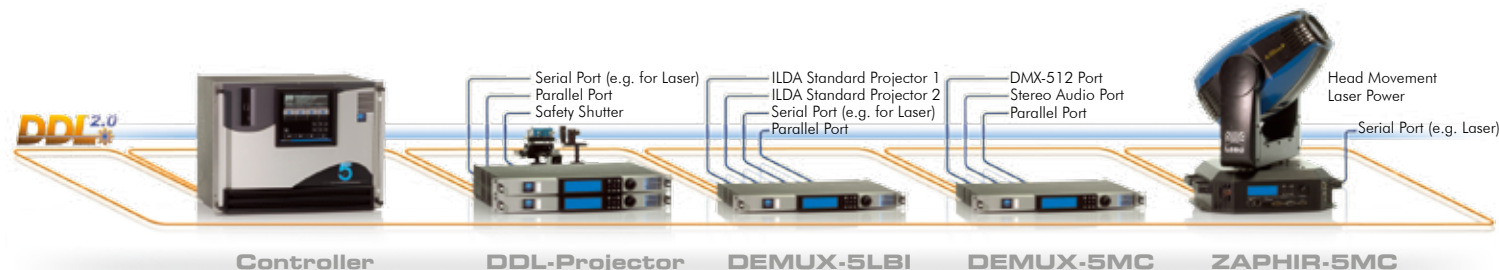 DDL 2.0
5
Serial Port (e.g. for Laser)
Parallel Port
Safety Shutter
ILDA Standard Projector 1
ILDA Standard Projector 2
Serial Port (e.g. for Laser)
Parallel Port
DMX-512 Port
Stereo Audio Port
Parallel Port
Head Movement
Laser Power
Serial Port (e.g. Laser)
Controller
DDL-Projector
DEMUX-5LBI
DEMUX-5MC
ZAPHIR-5MC